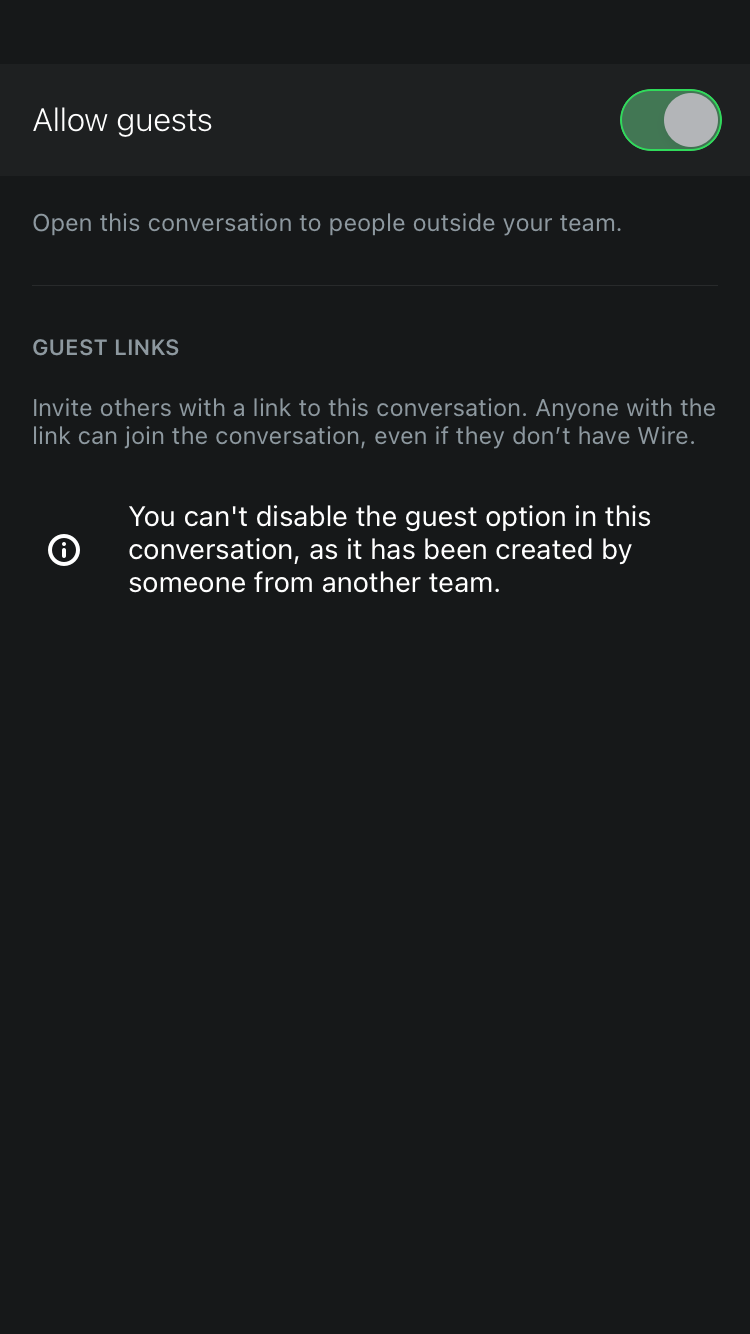 Allow guests
Open this conversation to people outside your team.
GUEST LINKS
Invite others with a link to this conversation. Anyone with the
link can join the conversation, even if they don’t have Wire.
You can't disable the guest option in this
conversation, as it has been created by
someone from another team.